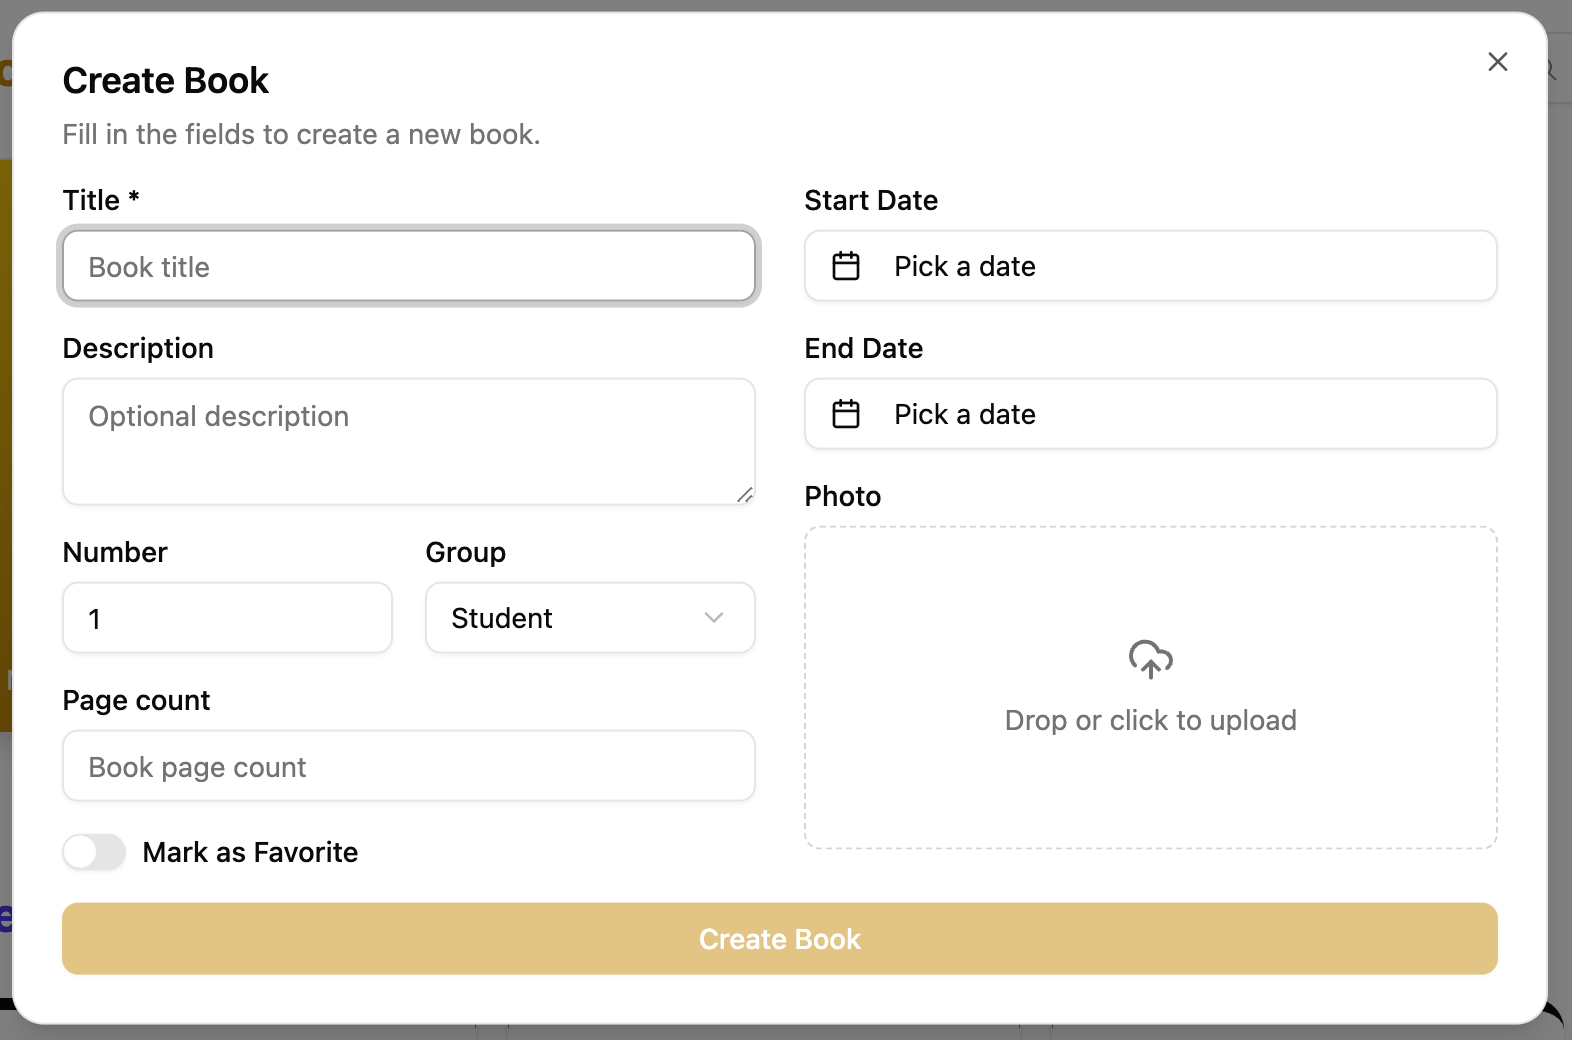 Create Book
Fill in the fields to create a new book.
Title *
Book title
Description
Optional description
Number
1
Group
Student
Page count
Book page count
Mark as Favorite
Start Date
Pick a date
End Date
Pick a date
Photo
Drop or click to upload
Create Book